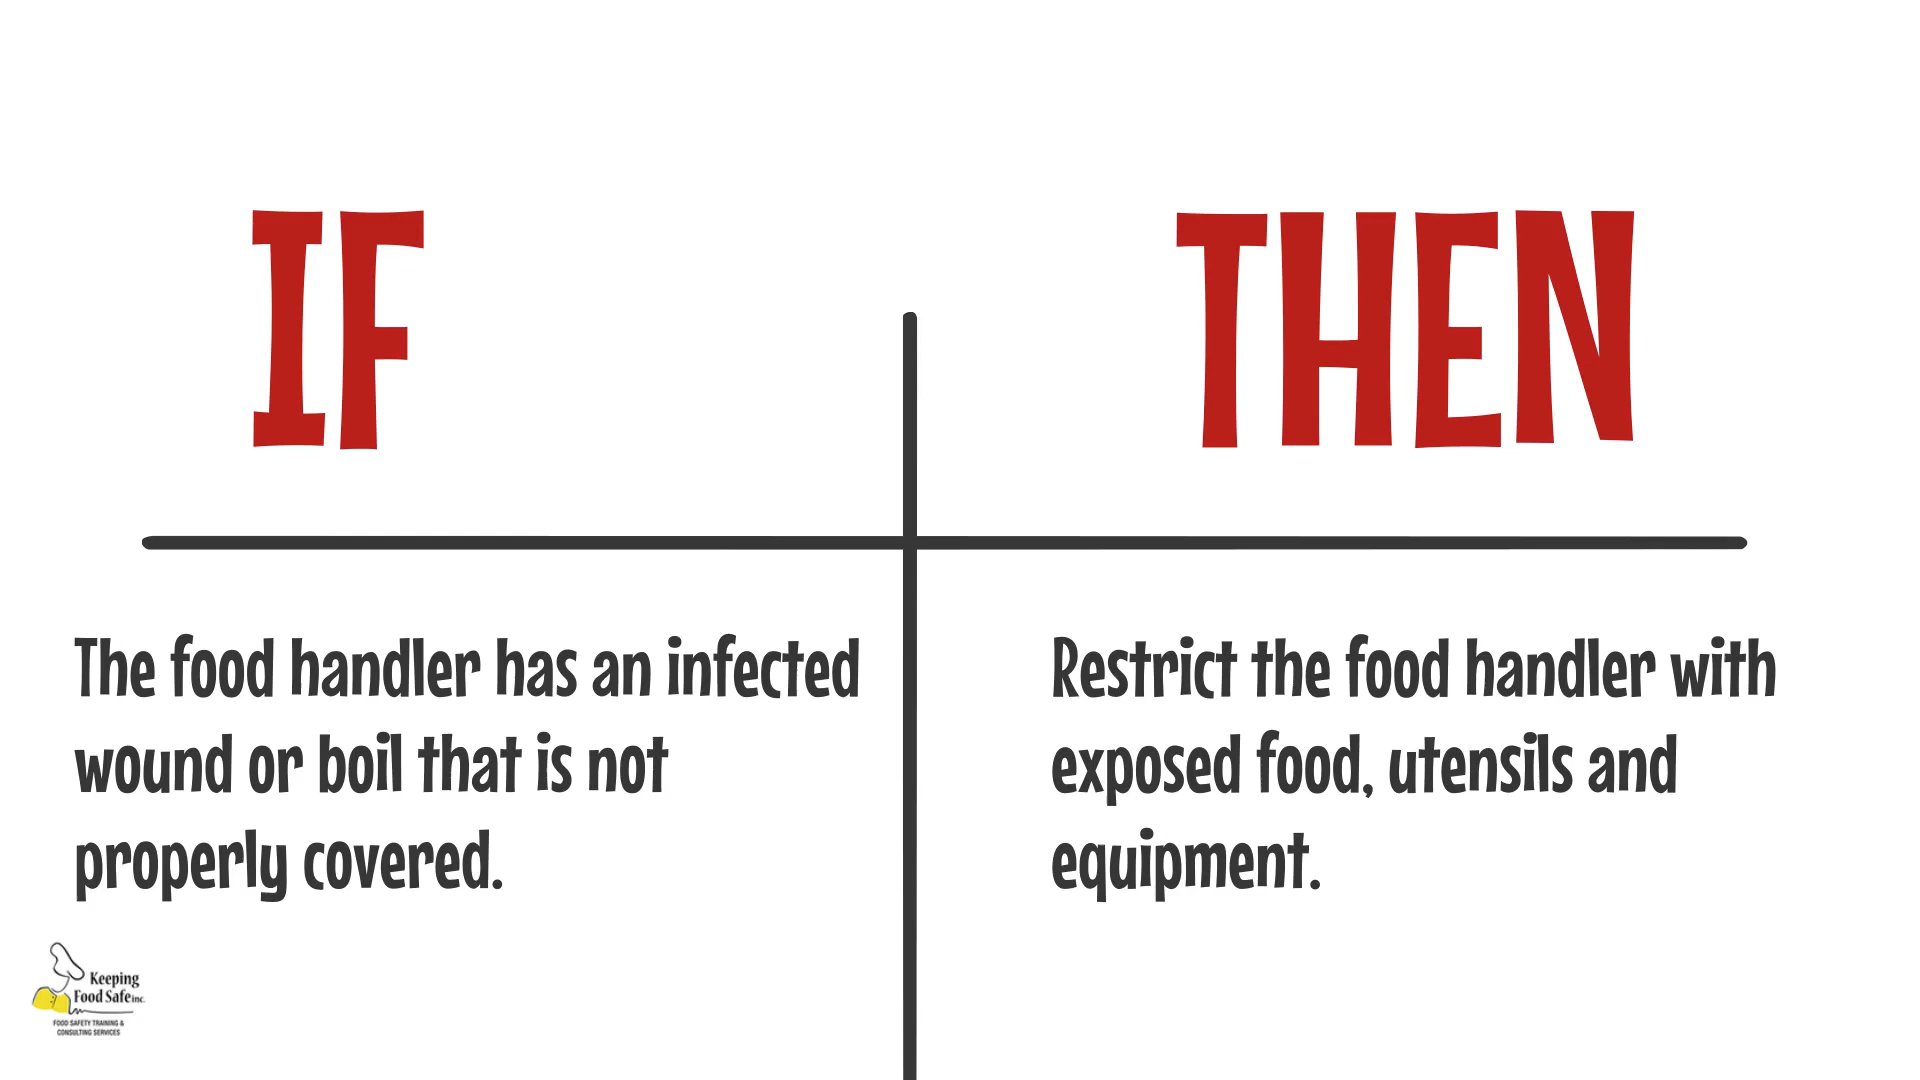 IF
THEN
The food handler has an infected
wound or boil that is not
properly covered.
Restrict the food handler with
exposed food, utensils and
equipment.
Keeping
Food Safe inc.
FOOD SAFETY TRAINING &
CONSULTING SERVICES